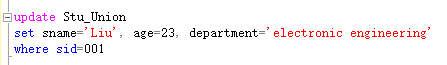 update Stu_Union
set sname='Liu', age=23, department='electronic engineering'
where sid=001